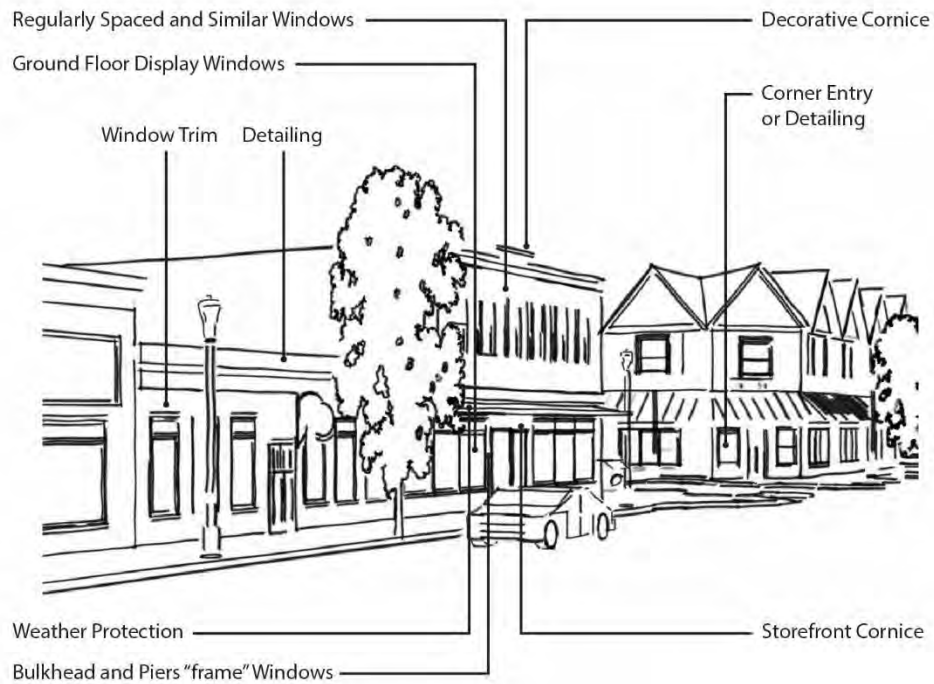 Regularly Spaced and Similar Windows
Decorative Cornice
Ground Floor Display Windows
Corner Entry
or Detailing
Window Trim
Detailing
Weather Protection
Storefront Cornice
Bulkhead and Piers "frame" Windows